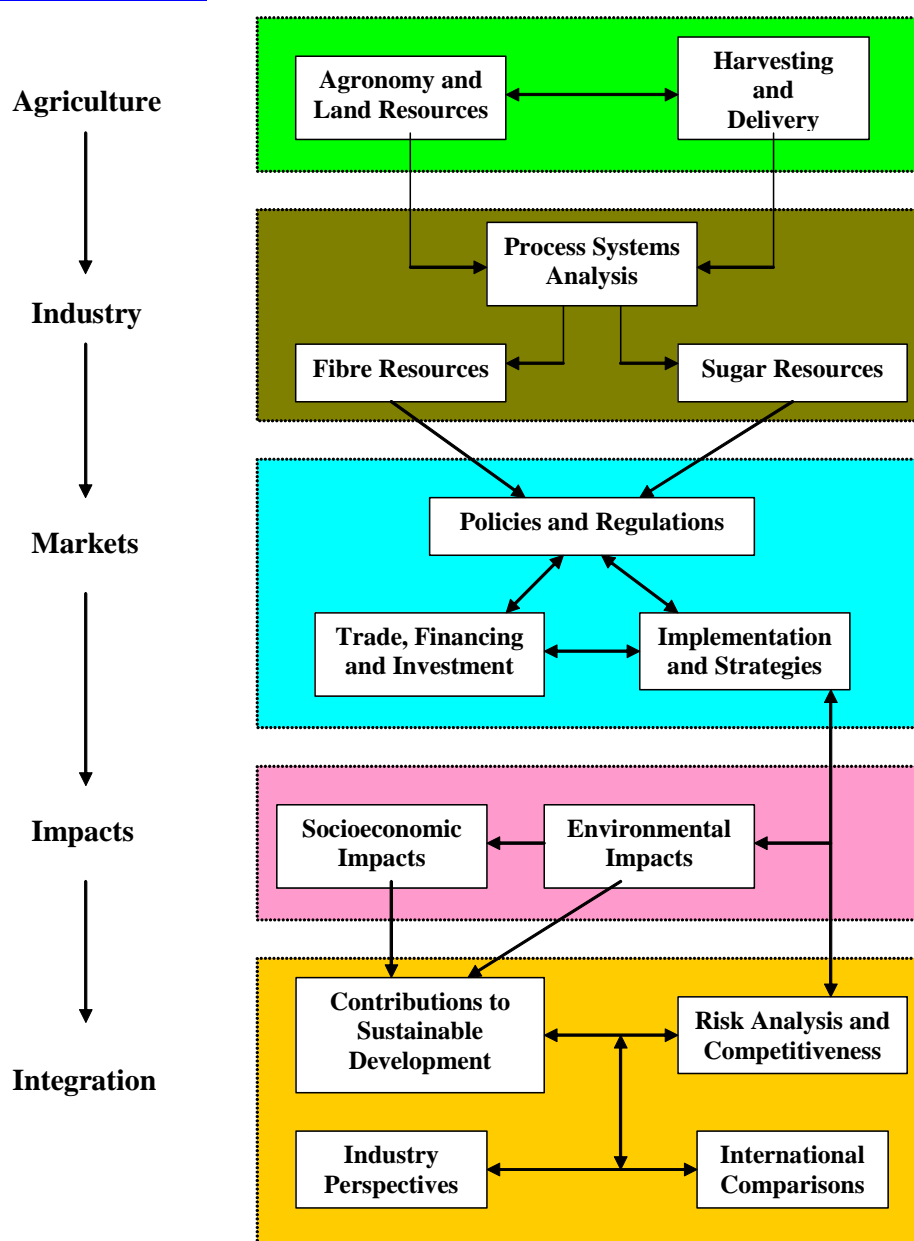 Agriculture
Agronomy and
Land Resources
Harvesting
and
Delivery
Industry
Process Systems
Analysis
Fibre Resources
Sugar Resources
Markets
Policies and Regulations
Trade, Financing
and Investment
Implementation
and Strategies
Impacts
Socioeconomic
Impacts
Environmental
Impacts
Integration
Contributions to
Sustainable
Development
Risk Analysis and
Competitiveness
Industry
Perspectives
International
Comparisons